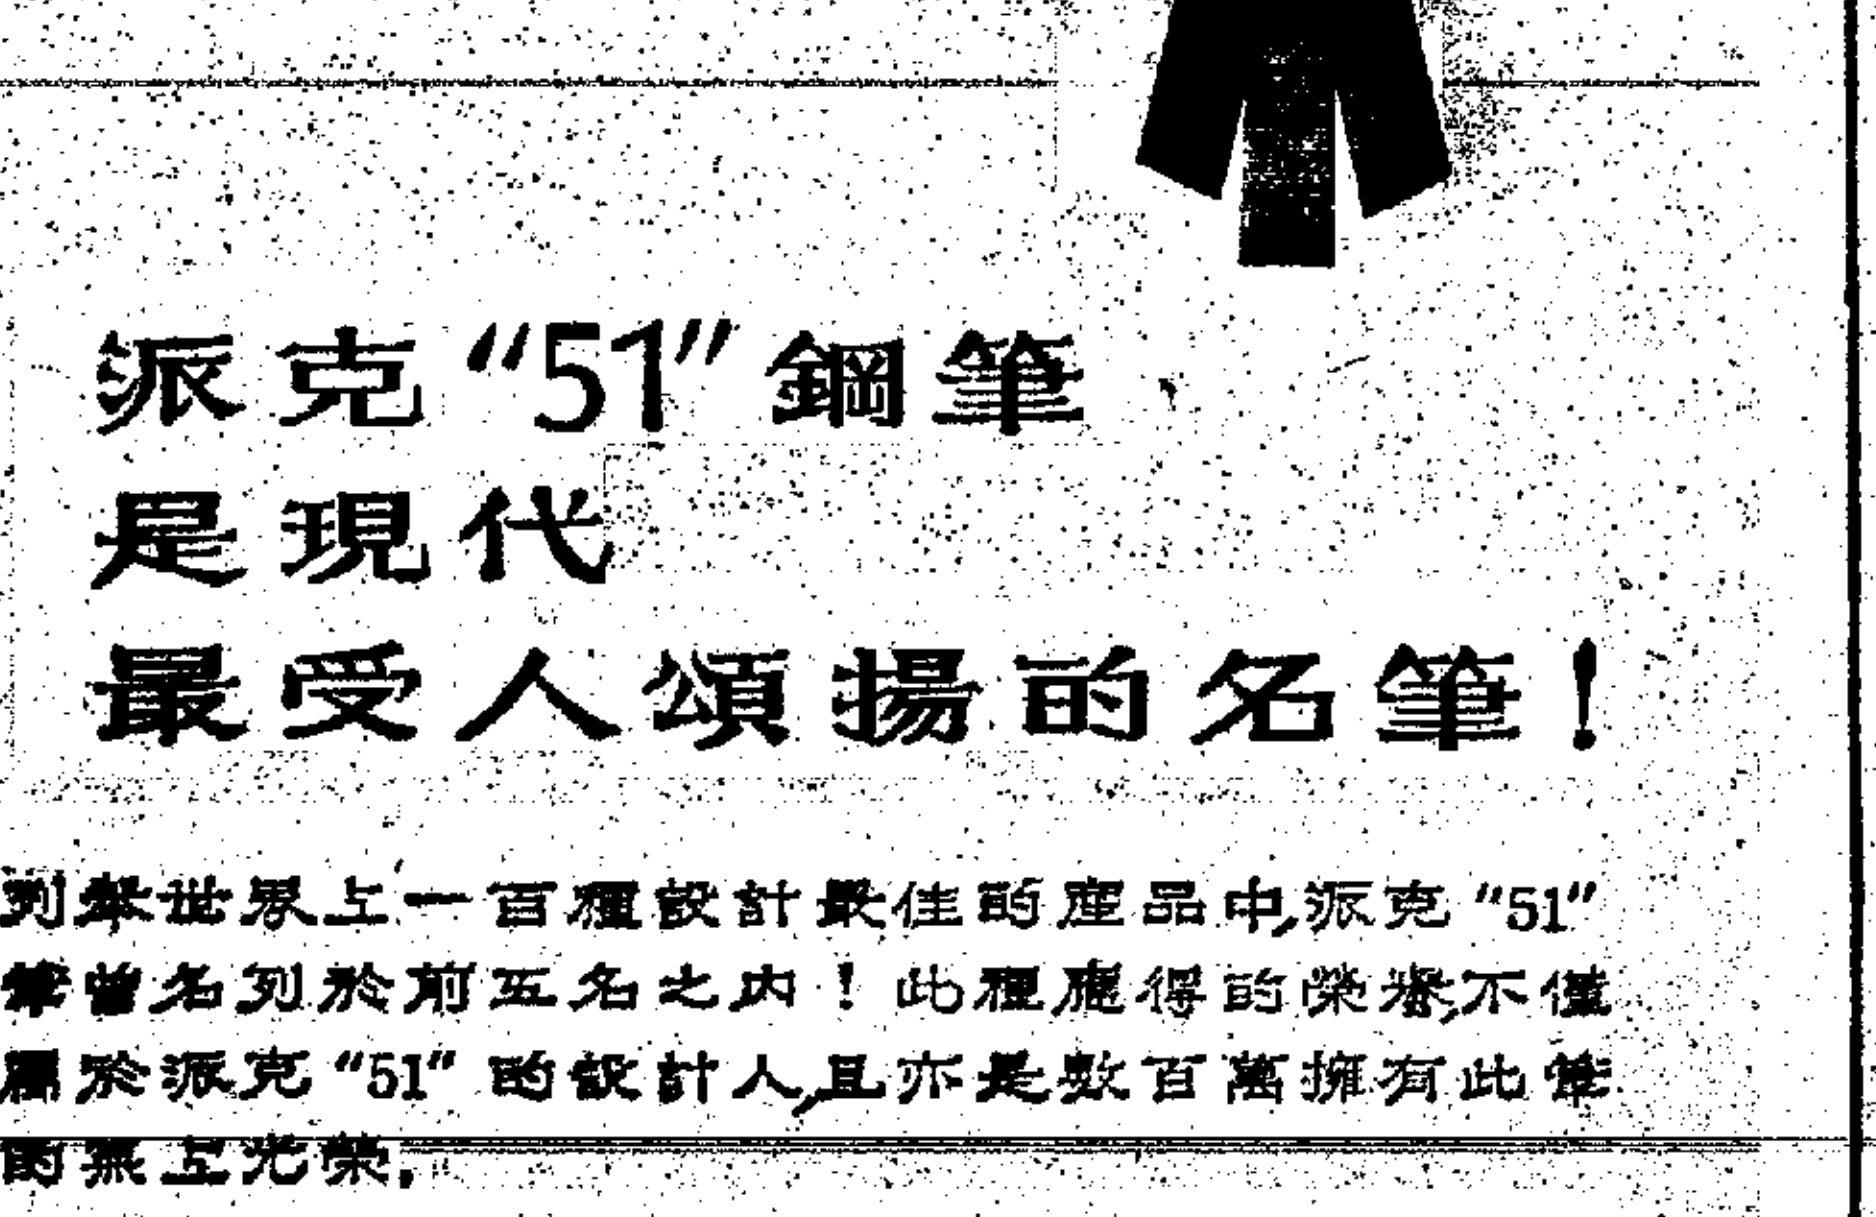 派克“51”鋼筆
是現代
最受人頌揚的名筆!
列舉世界上一百種設計最佳的產品中,派克“51”
筆曾名列於前五名之內!此種應得的榮譽,不僅
屬於派克“51”的設計人,且亦是數百萬擁有此筆
的無上光榮.